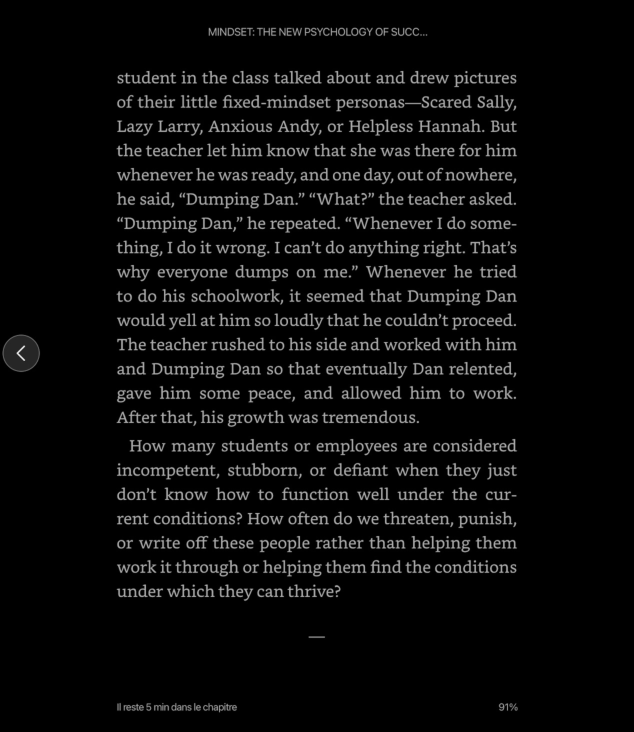 MINDSET: THE NEW PSYCHOLOGY OF SUCC...
student in the class talked about and drew pictures
of their little fixed-mindset personas—Scared Sally,
Lazy Larry, Anxious Andy, or Helpless Hannah. But
the teacher let him know that she was there for him
whenever he was ready, and one day, out of nowhere,
he said, “Dumping Dan.” “What?” the teacher asked.
“Dumping Dan,” he repeated. “Whenever I do some-
thing, I do it wrong. I can’t do anything right. That’s
why everyone dumps on me.” Whenever he tried
to do his schoolwork, it seemed that Dumping Dan
would yell at him so loudly that he couldn’t proceed.
The teacher rushed to his side and worked with him
and Dumping Dan so that eventually Dan relented,
gave him some peace, and allowed him to work.
After that, his growth was tremendous.
How many students or employees are considered
incompetent, stubborn, or defiant when they just
don’t know how to function well under the cur-
rent conditions? How often do we threaten, punish,
or write off these people rather than helping them
work it through or helping them find the conditions
under which they can thrive?
—
Il reste 5 min dans le chapitre
91%